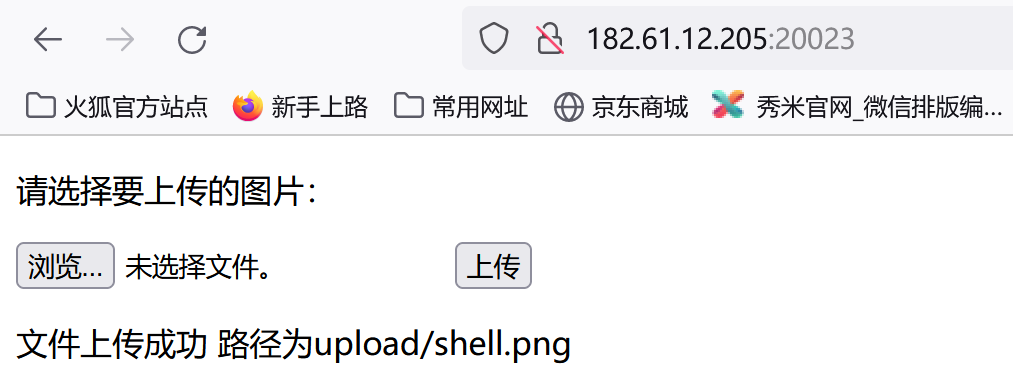 182.61.12.205:20023
火狐官方站点 新手上路 常用网址 京东商城 秀米官网_微信排版编...
请选择要上传的图片：
浏览... 未选择文件。 上传
文件上传成功 路径为upload/shell.png